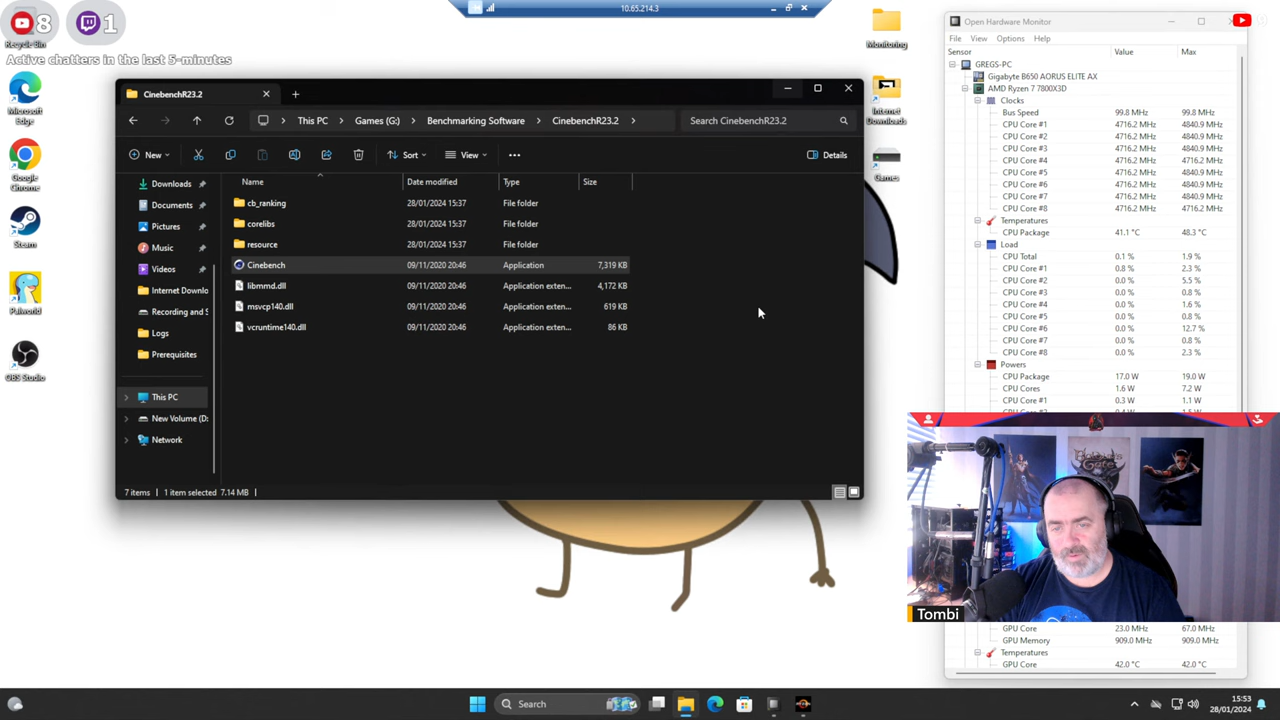 8
1
Recycle Bin
Active chatters in the last 5-minutes
Microsoft
Edge
Google
Chrome
Steam
Palworld
OBS Studio
10.65.214.3
Monitoring
Internet
Downloads
Games
CinebenchR23.2
Games (G:)
Benchmarking Software
CinebenchR23.2
Search CinebenchR23.2
New
Sort
View
Details
Name
Date modified
Type
Size
Downloads
Documents
Pictures
Music
Videos
Internet Downlo
Recording and S
Logs
Prerequisites
This PC
New Volume (D:
Network
cb_ranking 28/01/2024 15:37 File folder
corelibs 28/01/2024 15:37 File folder
resource 28/01/2024 15:37 File folder
Cinebench 09/11/2020 20:46 Application 7,319 KB
libmmd.dll 09/11/2020 20:46 Application exten... 4,172 KB
msvcp140.dll 09/11/2020 20:46 Application exten... 619 KB
vcruntime140.dll 09/11/2020 20:46 Application exten... 86 KB
7 items 1 item selected 7.14 MB
Open Hardware Monitor
File View Options Help
Sensor Value Max
GREGS-PC
Gigabyte B650 AORUS ELITE AX
AMD Ryzen 7 7800X3D
Clocks
Bus Speed 99.8 MHz 99.8 MHz
CPU Core #1 4716.2 MHz 4840.9 MHz
CPU Core #2 4716.2 MHz 4840.9 MHz
CPU Core #3 4716.2 MHz 4840.9 MHz
CPU Core #4 4716.2 MHz 4716.2 MHz
CPU Core #5 4716.2 MHz 4840.9 MHz
CPU Core #6 4716.2 MHz 4840.9 MHz
CPU Core #7 4716.2 MHz 4840.9 MHz
CPU Core #8 4716.2 MHz 4716.2 MHz
Temperatures
CPU Package 41.1 °C 48.3 °C
Load
CPU Total 0.1 % 1.9 %
CPU Core #1 0.8 % 2.3 %
CPU Core #2 0.0 % 5.5 %
CPU Core #3 0.0 % 0.8 %
CPU Core #4 0.0 % 1.6 %
CPU Core #5 0.0 % 0.8 %
CPU Core #6 0.0 % 12.7 %
CPU Core #7 0.0 % 0.8 %
CPU Core #8 0.0 % 2.3 %
Powers
CPU Package 17.0 W 19.0 W
CPU Cores 1.6 W 7.2 W
CPU Core #1 0.3 W 1.1 W
Tombi
GPU Core 23.0 MHz 67.0 MHz
GPU Memory 909.0 MHz 909.0 MHz
Temperatures
GPU Core 42.0 °C 42.0 °C
Search
15:53
28/01/2024